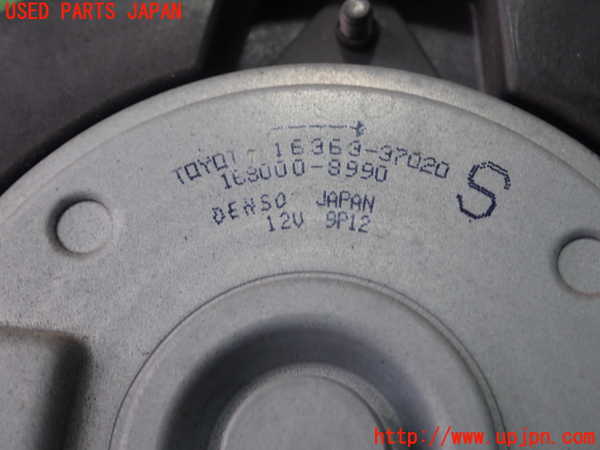 USED PARTS JAPAN
TOYOTA 16363-37020
168000-8990
S
DENSO JAPAN
12V 9P12
http://www.upjpn.com/